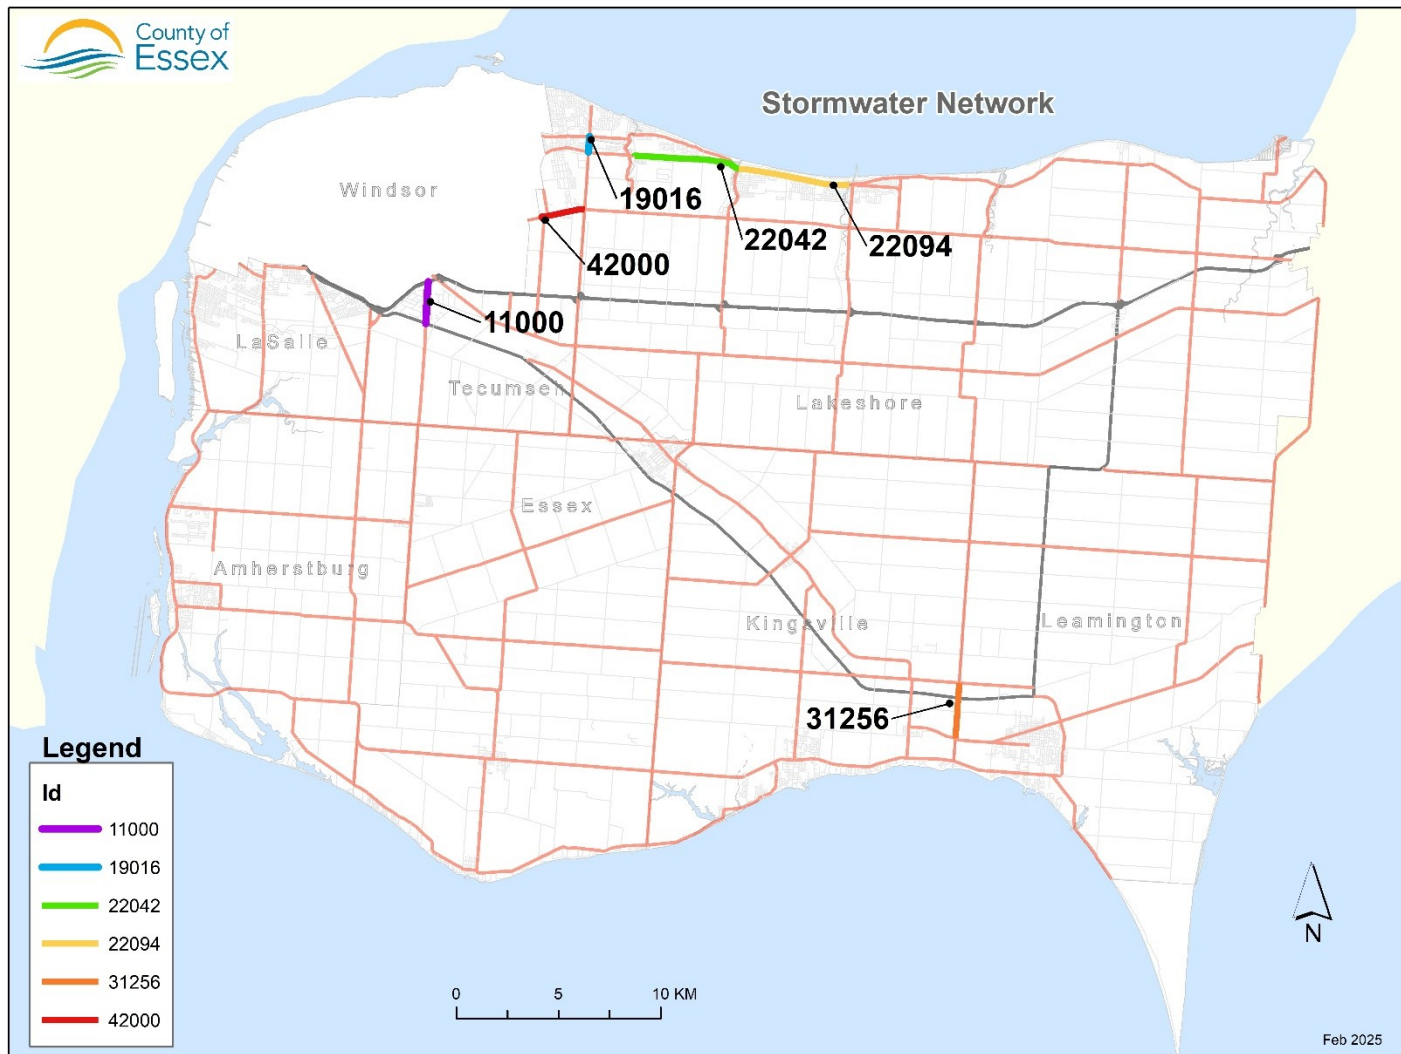 County of
Essex
Stormwater Network
Windsor
19016
22042
22094
42000
11000
LaSalle
Tecumseh
Lakeshore
Essex
Amherstburg
Kingsville
Leamington
31256
Legend
Id
11000
19016
22042
22094
31256
42000
0 5 10 KM
N
Feb 2025